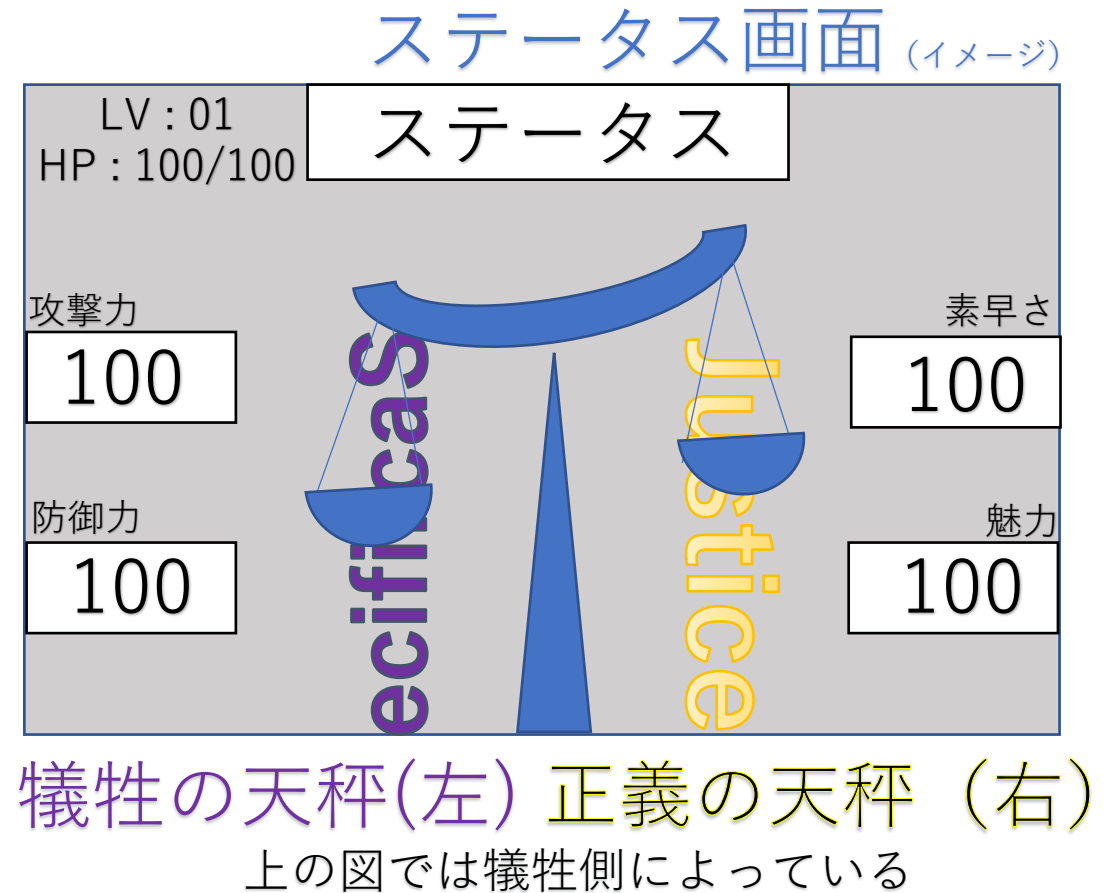 ステータス画面（イメージ）
LV：01
HP：100/100
ステータス
攻撃力
100
素早さ
100
防御力
100
魅力
100
ecifircaS
Justice
犠牲の天秤(左) 正義の天秤（右）
上の図では犠牲側によっている